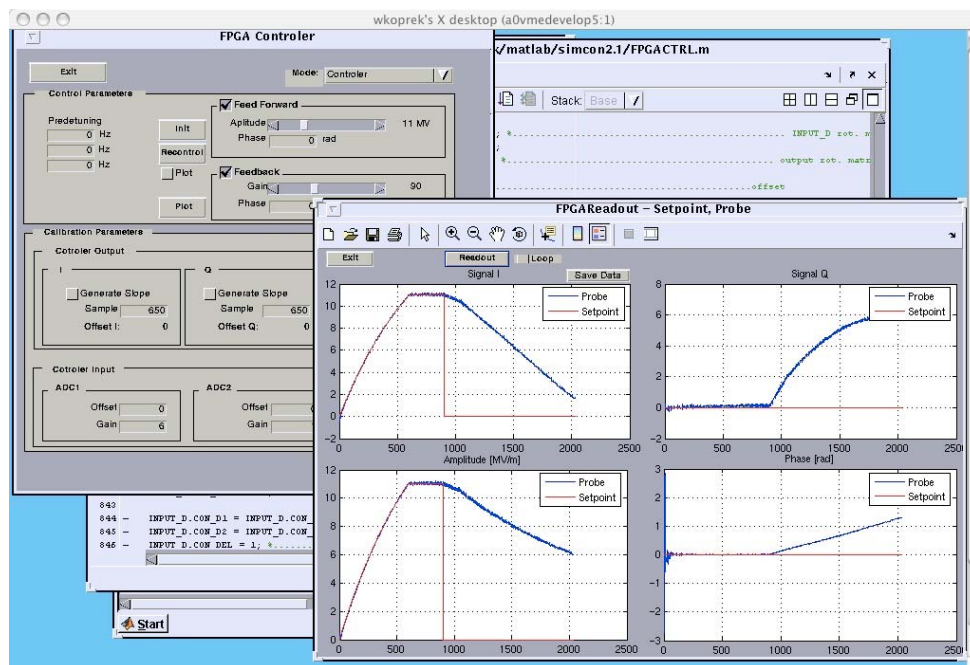 wkoprek's X desktop (a0vmedevelop5:1)
FPGA Controler
Exit
Mode: Controler
Control Parameters
Predetuning
0 Hz
0 Hz
0 Hz
Init
Recontrol
Plot
Plot
Feed Forward
Aplitude 11 MV
Phase 0 rad
Feedback
Gain 90
Phase
Calibration Parameters
Cotroler Output
I
Generate Slope
Sample 650
Offset I: 0
Q
Generate Slope
Sample 650
Offset Q: 0
Cotroler Input
ADC1
Offset 0
Gain 6
ADC2
Offset
Gain
/matlab/simcon2.1/FPGACTRL.m
Stack: Base
; %.... INPUT_D rot. m
;
%.... output rot. matr
....offset
843
844 – INPUT_D.CON_D1 = INPUT_D.CON_
845 – INPUT_D.CON_D2 = INPUT_D.CON_
846 – INPUT_D.CON_DEL = 1; %....
Start
FPGAReadout – Setpoint, Probe
Exit
Readout
Loop
Save Data
Signal I
12
10
8
6
4
2
0
-2
0 500 1000 1500 2000 2500
Probe
Setpoint
Signal Q
8
6
4
2
0
-2
0 500 1000 1500 2000 2500
Probe
Setpoint
Amplitude [MV/m]
12
10
8
6
4
2
0
0 500 1000 1500 2000 2500
Probe
Setpoint
Phase [rad]
3
2
1
0
-1
-2
-3
0 500 1000 1500 2000 2500
Probe
Setpoint